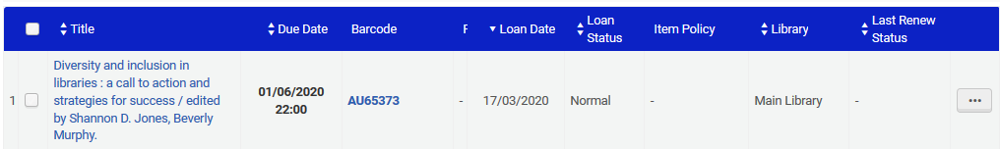 Title Due Date Barcode F Loan Date Loan Status Item Policy Library Last Renew Status
1 Diversity and inclusion in
libraries : a call to action and
strategies for success / edited
by Shannon D. Jones, Beverly
Murphy.
01/06/2020
22:00
AU65373 - 17/03/2020 Normal - Main Library -